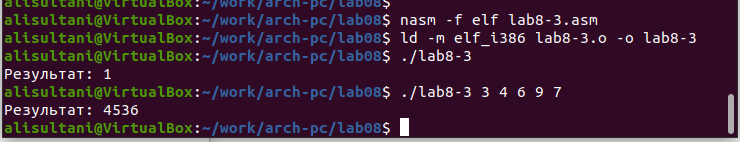 alisultani@VirtualBox:~/work/arch-pc/lab08$
alisultani@VirtualBox:~/work/arch-pc/lab08$ nasm -f elf lab8-3.asm
alisultani@VirtualBox:~/work/arch-pc/lab08$ ld -m elf_i386 lab8-3.o -o lab8-3
alisultani@VirtualBox:~/work/arch-pc/lab08$ ./lab8-3
Результат: 1
alisultani@VirtualBox:~/work/arch-pc/lab08$ ./lab8-3 3 4 6 9 7
Результат: 4536
alisultani@VirtualBox:~/work/arch-pc/lab08$